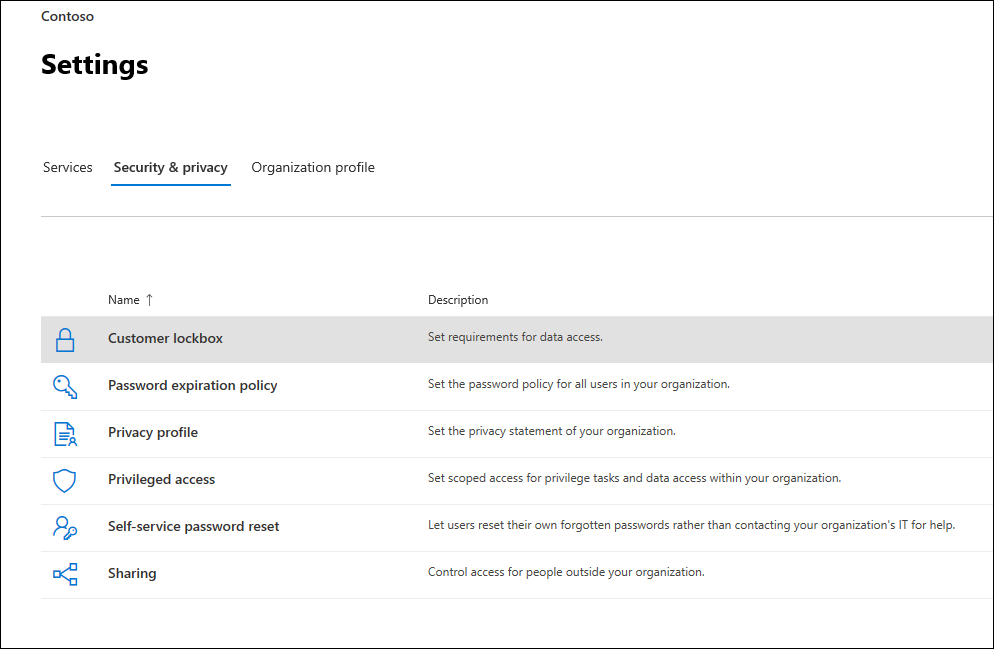 Contoso
Settings
Services Security & privacy Organization profile
Name ↑ Description
Customer lockbox Set requirements for data access.
Password expiration policy Set the password policy for all users in your organization.
Privacy profile Set the privacy statement of your organization.
Privileged access Set scoped access for privilege tasks and data access within your organization.
Self-service password reset Let users reset their own forgotten passwords rather than contacting your organization's IT for help.
Sharing Control access for people outside your organization.